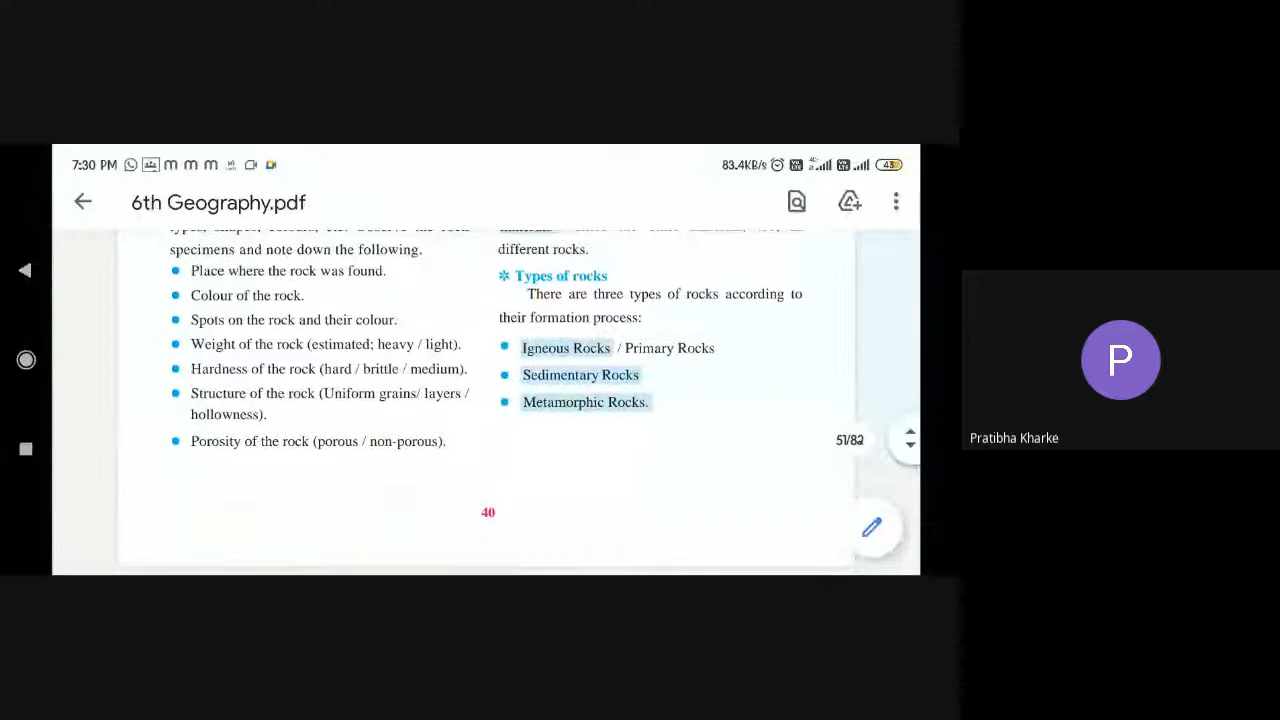 7:30 PM
83.4KB/s
43
6th Geography.pdf
specimens and note down the following.
Place where the rock was found.
Colour of the rock.
Spots on the rock and their colour.
Weight of the rock (estimated; heavy / light).
Hardness of the rock (hard / brittle / medium).
Structure of the rock (Uniform grains/ layers /
hollowness).
Porosity of the rock (porous / non-porous).
different rocks.
✻ Types of rocks
There are three types of rocks according to
their formation process:
Igneous Rocks / Primary Rocks
Sedimentary Rocks
Metamorphic Rocks.
51/82
40
P
Pratibha Kharke